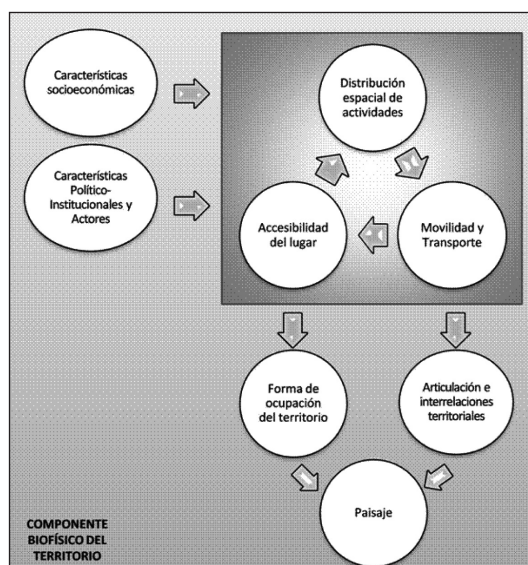 Características
socioeconómicas
Distribución
espacial de
actividades
Características
Político-
Institucionales y
Actores
Accesibilidad
del lugar
Movilidad y
Transporte
Forma de
ocupación
del territorio
Articulación e
interrelaciones
territoriales
Paisaje
COMPONENTE
BIOFÍSICO DEL
TERRITORIO